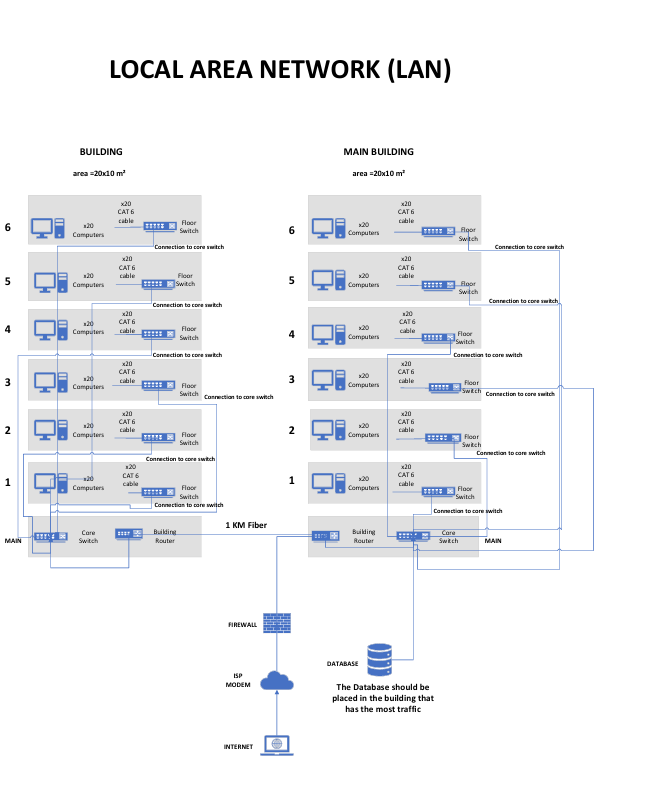 LOCAL AREA NETWORK (LAN)
BUILDING
area =20x10 m²
6
x20
Computers
x20
CAT 6
cable
Floor
Switch
Connection to core switch
5
x20
Computers
x20
CAT 6
cable
Floor
Switch
Connection to core switch
4
x20
Computers
x20
CAT 6
cable
Floor
Switch
Connection to core switch
3
x20
Computers
x20
CAT 6
cable
Floor
Switch
Connection to core switch
2
x20
Computers
x20
CAT 6
cable
Floor
Switch
Connection to core switch
1
x20
Computers
x20
CAT 6
cable
Floor
Switch
Connection to core switch
MAIN
Core
Switch
Building
Router
1 KM Fiber
MAIN BUILDING
area =20x10 m²
6
x20
Computers
x20
CAT 6
cable
Floor
Switch
Connection to core switch
5
x20
Computers
x20
CAT 6
cable
Floor
Switch
Connection to core switch
4
x20
Computers
x20
CAT 6
cable
Floor
Switch
Connection to core switch
3
x20
Computers
x20
CAT 6
cable
Floor
Switch
Connection to core switch
2
x20
Computers
x20
CAT 6
cable
Floor
Switch
Connection to core switch
1
x20
Computers
x20
CAT 6
cable
Floor
Switch
Connection to core switch
Building
Router
Core
Switch
MAIN
FIREWALL
ISP
MODEM
INTERNET
DATABASE
The Database should be
placed in the building that
has the most traffic